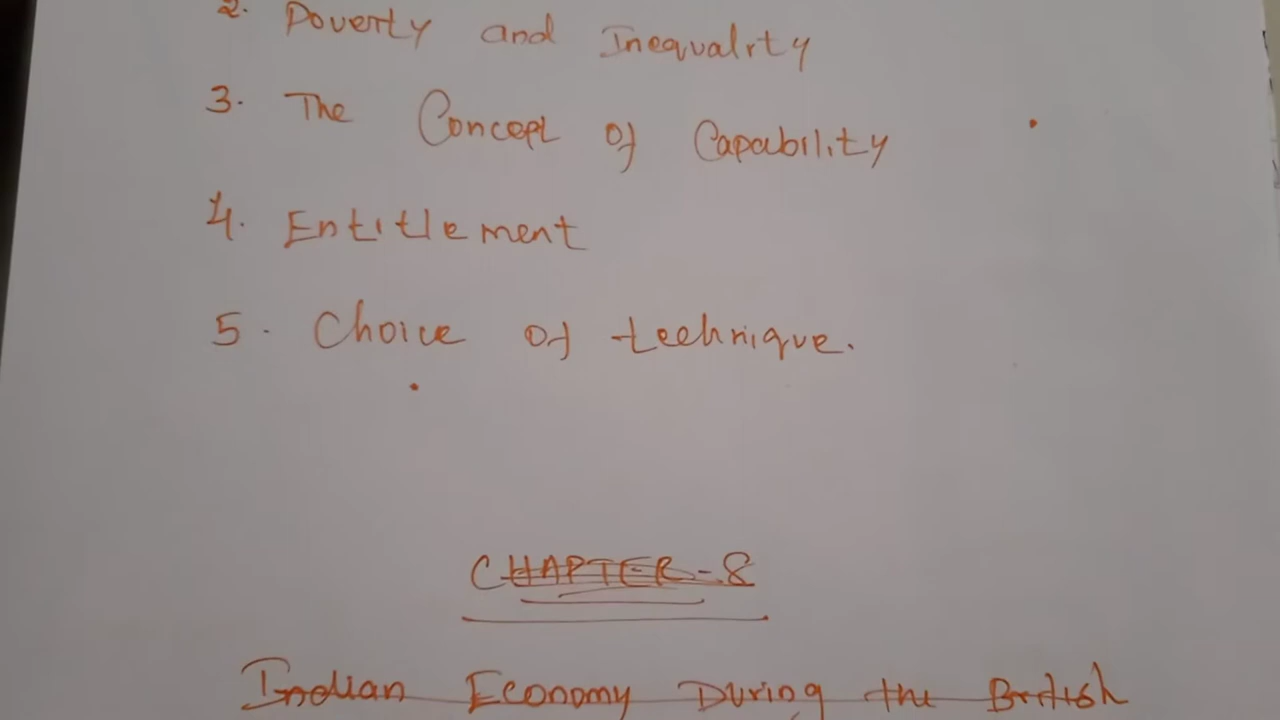 2. Poverty and Inequality
3. The Concept of Capability
4. Entitlement
5. Choice of technique.
CHAPTER-8
Indian Economy During the British